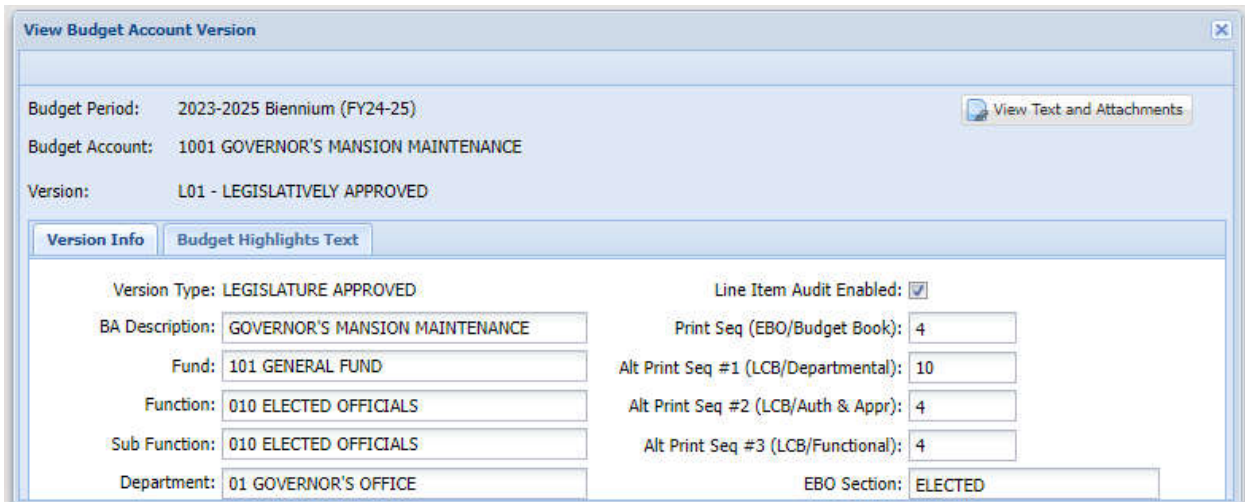 View Budget Account Version
Budget Period: 2023-2025 Biennium (FY24-25)
View Text and Attachments
Budget Account: 1001 GOVERNOR'S MANSION MAINTENANCE
Version: L01 - LEGISLATIVELY APPROVED
Version Info Budget Highlights Text
Version Type: LEGISLATURE APPROVED
Line Item Audit Enabled:
BA Description: GOVERNOR'S MANSION MAINTENANCE
Print Seq (EBO/Budget Book): 4
Fund: 101 GENERAL FUND
Alt Print Seq #1 (LCB/Departmental): 10
Function: 010 ELECTED OFFICIALS
Alt Print Seq #2 (LCB/Auth & Appr): 4
Sub Function: 010 ELECTED OFFICIALS
Alt Print Seq #3 (LCB/Functional): 4
Department: 01 GOVERNOR'S OFFICE
EBO Section: ELECTED